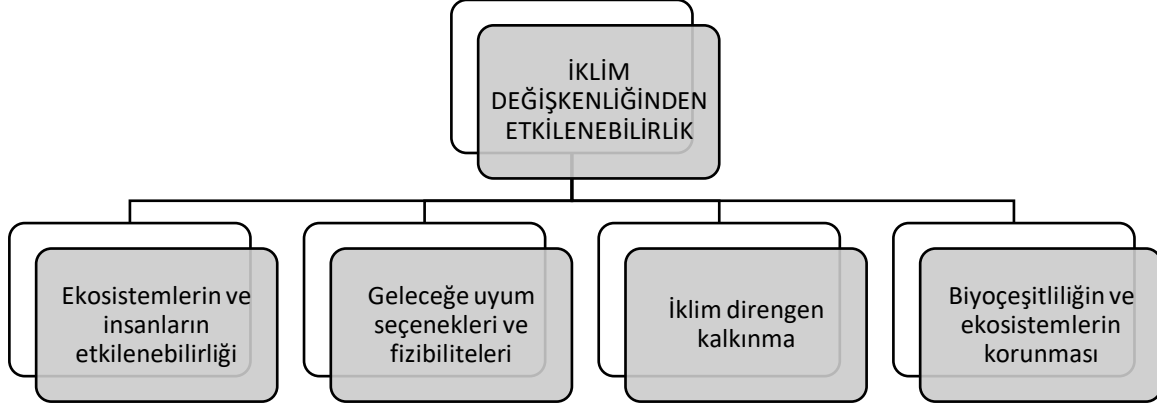 İKLİM
DEĞİŞKENLİĞİNDEN
ETKİLENEBİLİRLİK
Ekosistemlerin ve
insanların
etkilenebilirliği
Geleceğe uyum
seçenekleri ve
fizibiliteleri
İklim direngen
kalkınma
Biyoçeşitliliğin ve
ekosistemlerin
korunması